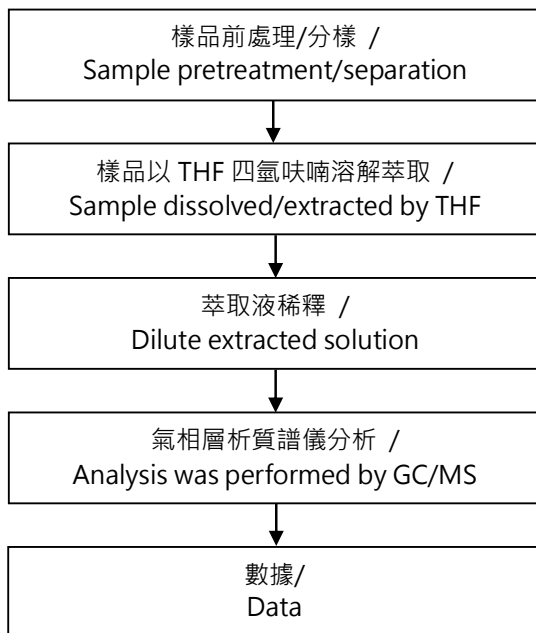 樣品前處理/分樣 /
Sample pretreatment/separation
樣品以 THF 四氫呋喃溶解萃取 /
Sample dissolved/extracted by THF
萃取液稀釋 /
Dilute extracted solution
氣相層析質譜儀分析 /
Analysis was performed by GC/MS
數據/
Data